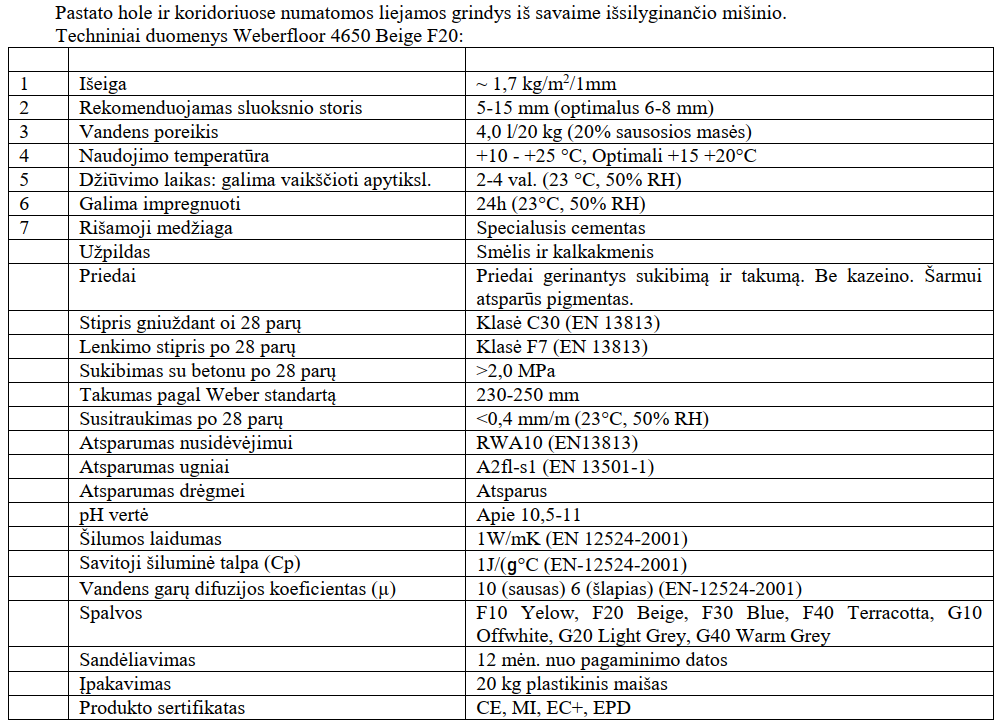 Pastato hole ir koridoriuose numatomos liejamos grindys iš savaime išsilyginančio mišinio.
Techniniai duomenys Weberfloor 4650 Beige F20:
1 Išeiga ~ 1,7 kg/m²/1mm
2 Rekomenduojamas sluoksnio storis 5-15 mm (optimalus 6-8 mm)
3 Vandens poreikis 4,0 l/20 kg (20% sausosios masės)
4 Naudojimo temperatūra +10 - +25 °C, Optimali +15 +20°C
5 Džiūvimo laikas: galima vaikščioti apytiksl. 2-4 val. (23 °C, 50% RH)
6 Galima impregnuoti 24h (23°C, 50% RH)
7 Rišamoji medžiaga Specialusis cementas
Užpildas Smėlis ir kalkakmenis
Priedai Priedai gerinantys sukibimą ir takumą. Be kazeino. Šarmui
atsparūs pigmentas.
Stipris gniuždant oi 28 parų Klasė C30 (EN 13813)
Lenkimo stipris po 28 parų Klasė F7 (EN 13813)
Sukibimas su betonu po 28 parų >2,0 MPa
Takumas pagal Weber standartą 230-250 mm
Susitraukimas po 28 parų <0,4 mm/m (23°C, 50% RH)
Atsparumas nusidėvėjimui RWA10 (EN13813)
Atsparumas ugniai A2fl-s1 (EN 13501-1)
Atsparumas drėgmei Atsparus
pH vertė Apie 10,5-11
Šilumos laidumas 1W/mK (EN 12524-2001)
Savitoji šiluminė talpa (Cp) 1J/(g°C (EN-12524-2001)
Vandens garų difuzijos koeficientas (µ) 10 (sausas) 6 (šlapias) (EN-12524-2001)
Spalvos F10 Yelow, F20 Beige, F30 Blue, F40 Terracotta, G10
Offwhite, G20 Light Grey, G40 Warm Grey
Sandėliavimas 12 mėn. nuo pagaminimo datos
Įpakavimas 20 kg plastikinis maišas
Produkto sertifikatas CE, MI, EC+, EPD